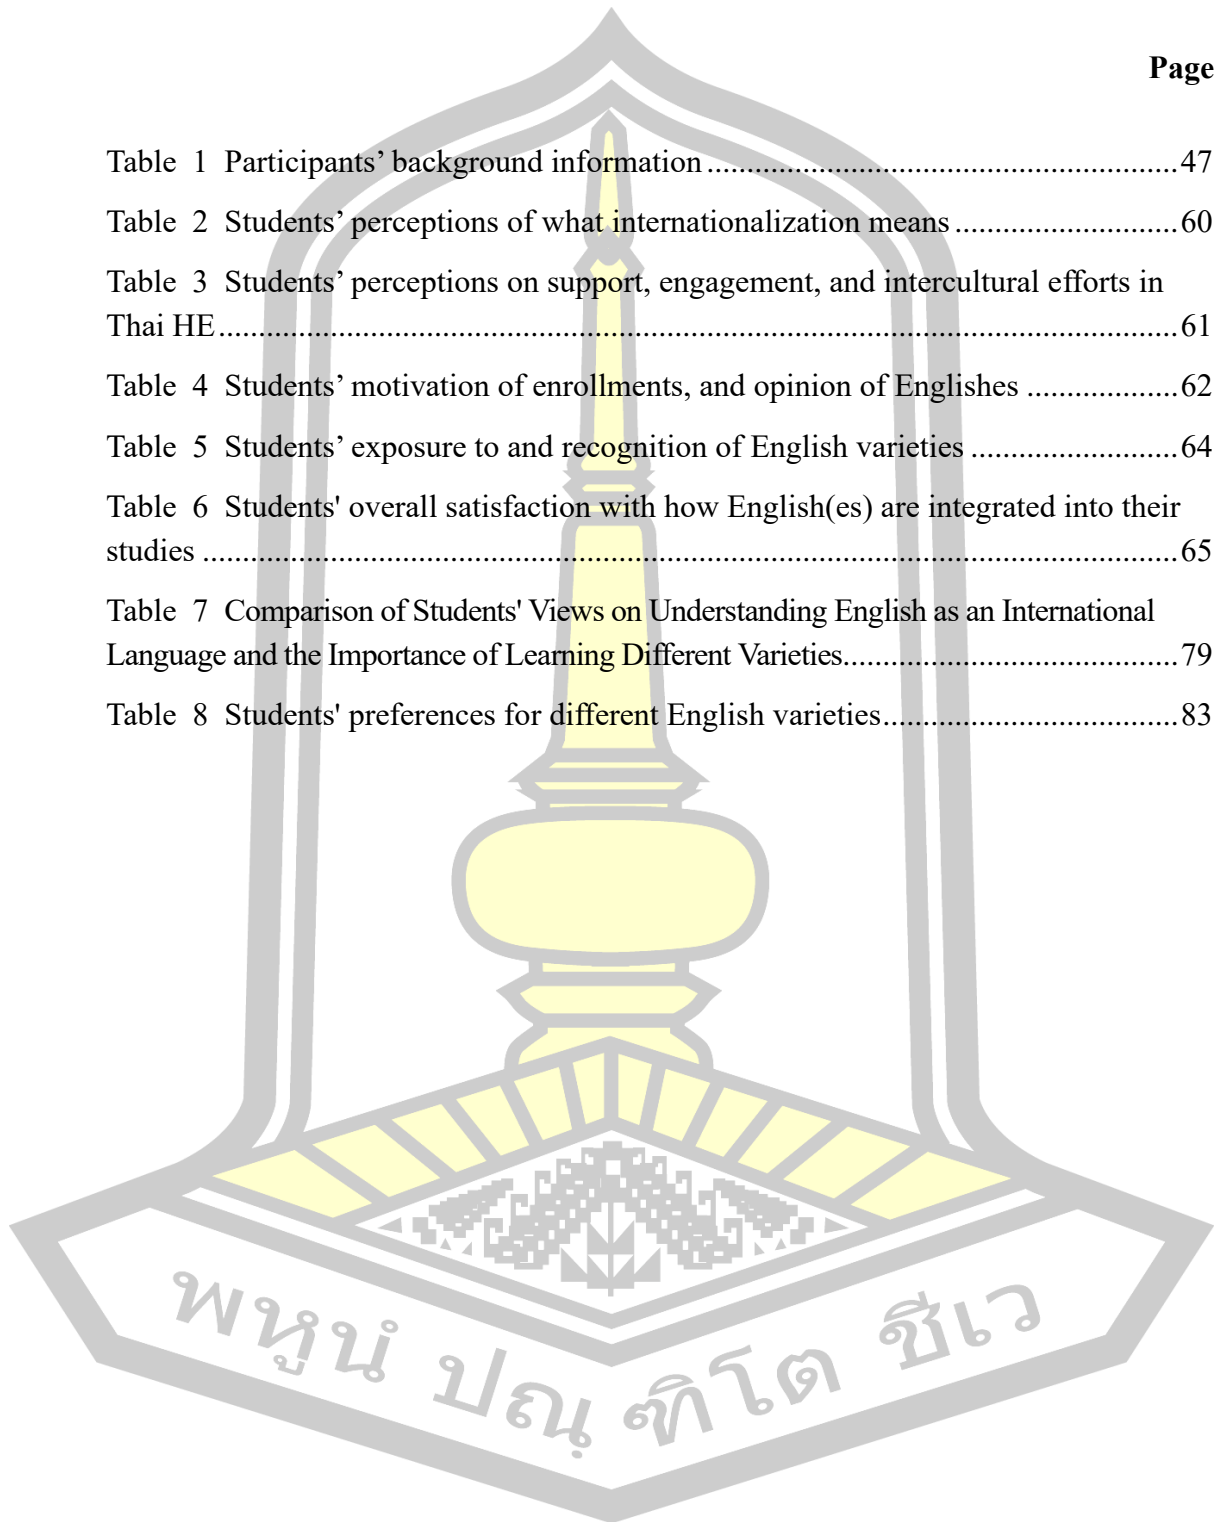 Page
Table 1 Participants’ background information ........................................................... 47
Table 2 Students’ perceptions of what internationalization means ............................ 60
Table 3 Students’ perceptions on support, engagement, and intercultural efforts in
Thai HE ........................................................................................................................ 61
Table 4 Students’ motivation of enrollments, and opinion of Englishes ................... 62
Table 5 Students’ exposure to and recognition of English varieties .......................... 64
Table 6 Students' overall satisfaction with how English(es) are integrated into their
studies .......................................................................................................................... 65
Table 7 Comparison of Students' Views on Understanding English as an International
Language and the Importance of Learning Different Varieties.......................................... 79
Table 8 Students' preferences for different English varieties..................................... 83
พหูนํ ปณฺฑิโต ชีเว